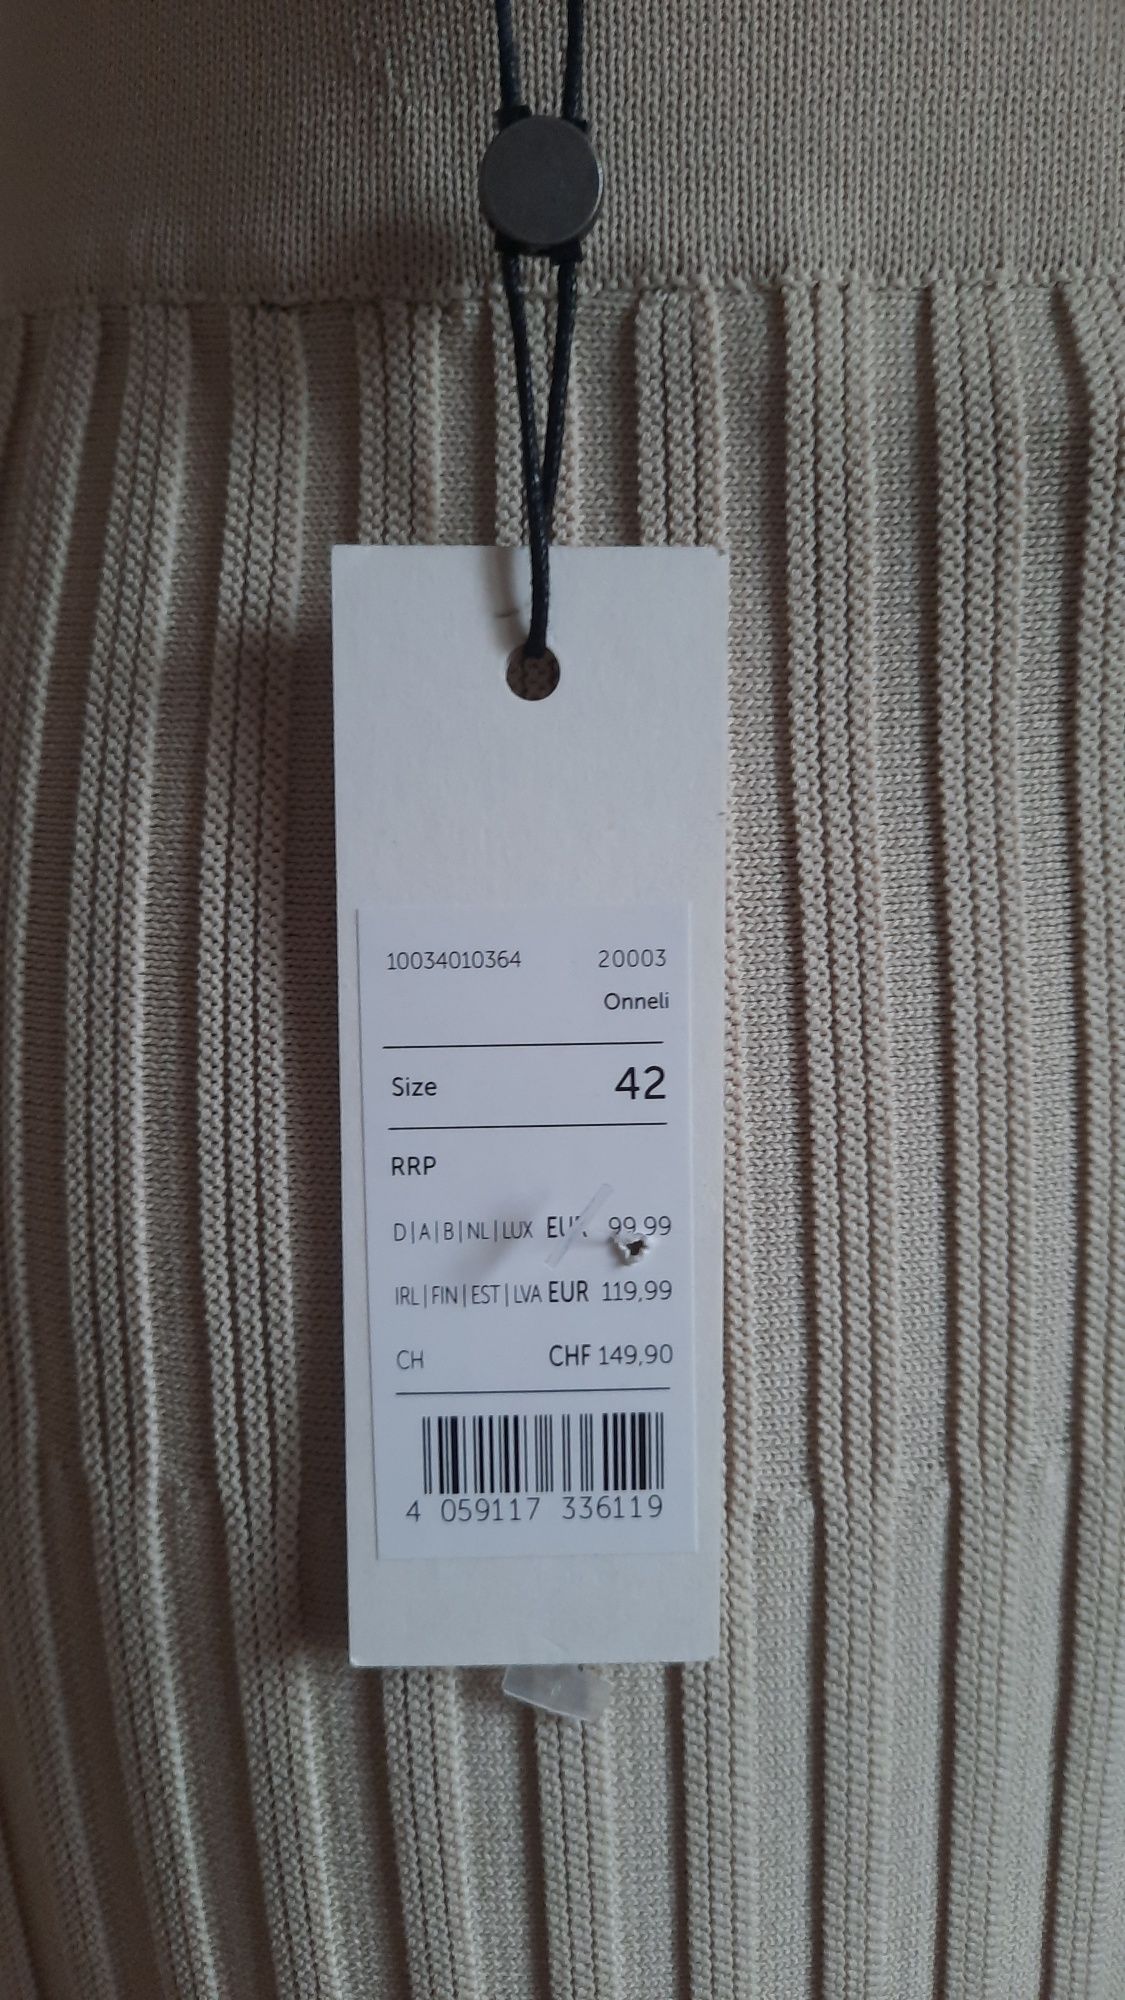 10034010364 20003
Onneli
Size 42
RRP
D|A|B|NL|LUX EUR 99,99
IRL|FIN|EST|LVA EUR 119,99
CH CHF 149,90
4 059117 336119